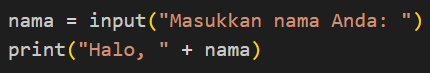 nama = input("Masukkan nama Anda: ")
print("Halo, " + nama)